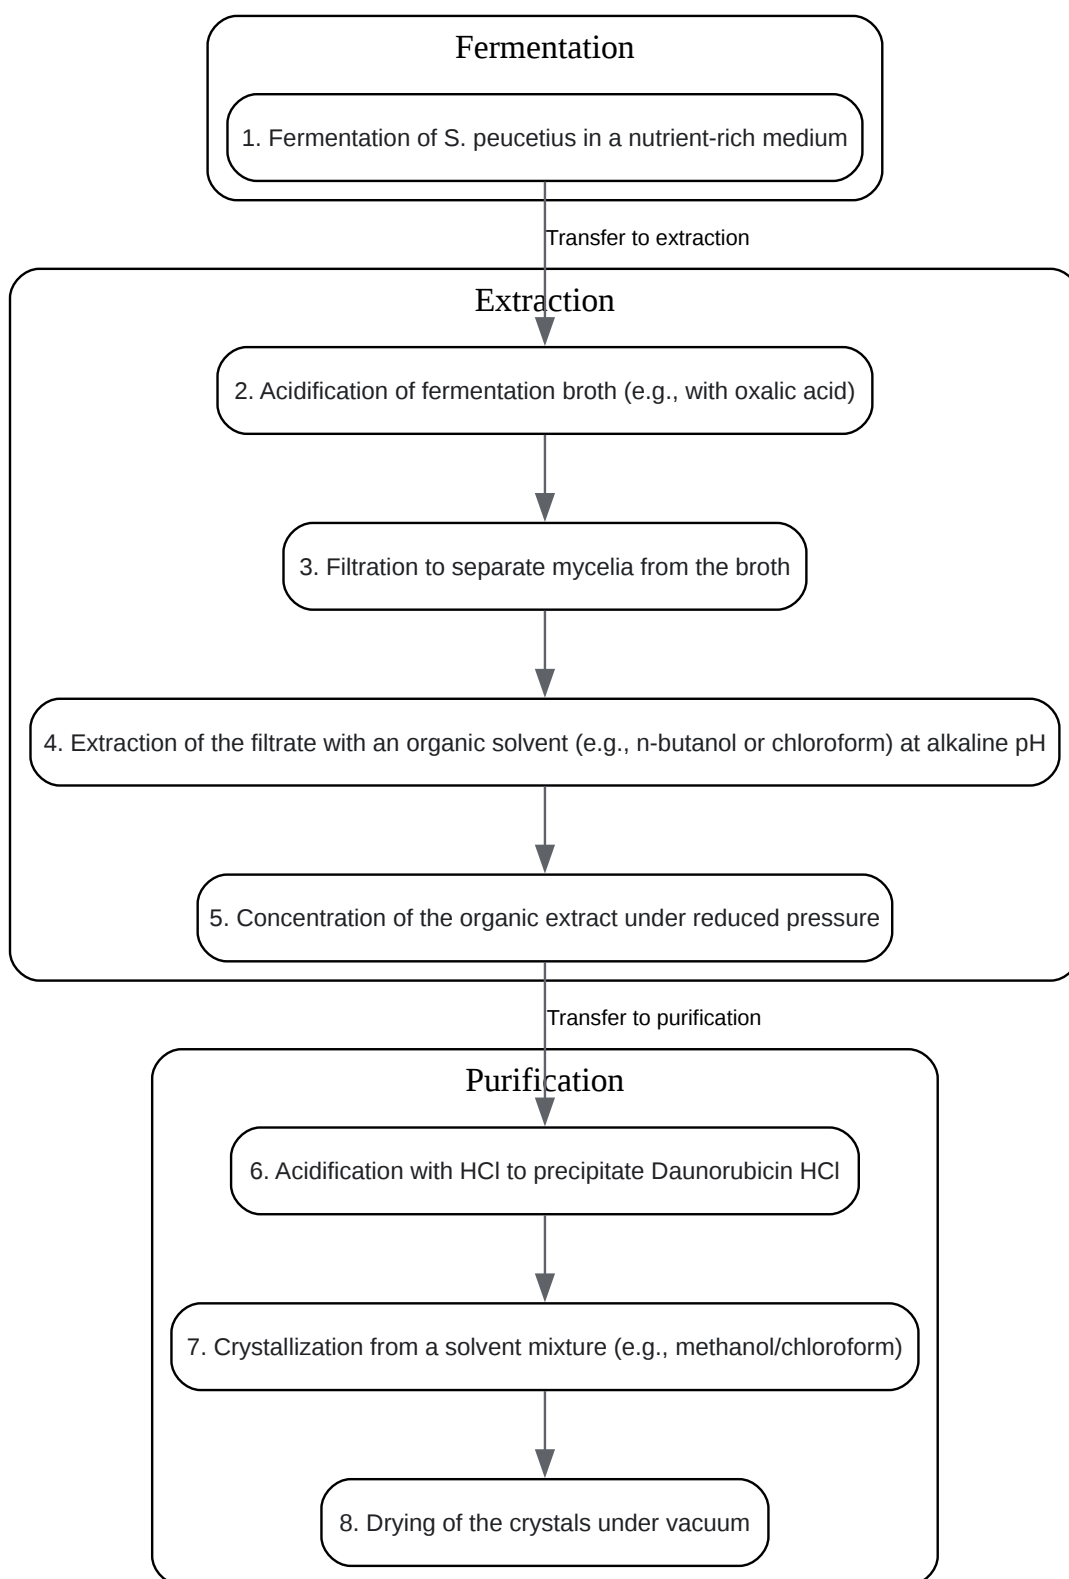 Fermentation
1. Fermentation of S. peucetius in a nutrient-rich medium
Transfer to extraction
Extraction
2. Acidification of fermentation broth (e.g., with oxalic acid)
3. Filtration to separate mycelia from the broth
4. Extraction of the filtrate with an organic solvent (e.g., n-butanol or chloroform) at alkaline pH
5. Concentration of the organic extract under reduced pressure
Transfer to purification
Purification
6. Acidification with HCl to precipitate Daunorubicin HCl
7. Crystallization from a solvent mixture (e.g., methanol/chloroform)
8. Drying of the crystals under vacuum